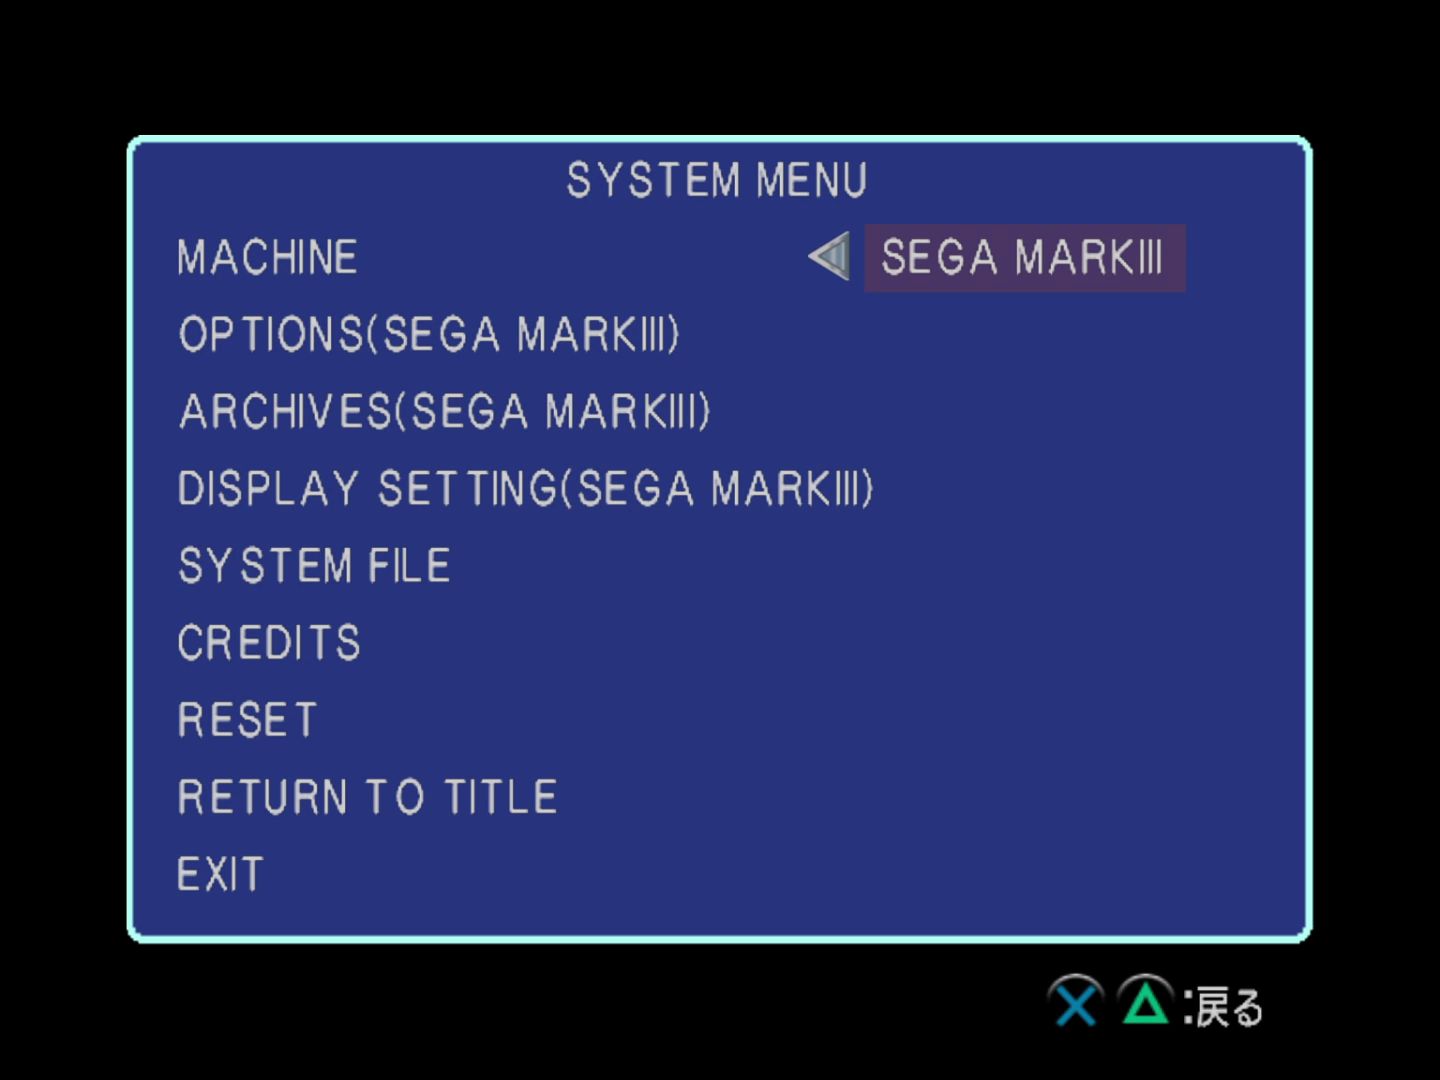 SYSTEM MENU
MACHINE SEGA MARKIII
OPTIONS(SEGA MARKIII)
ARCHIVES(SEGA MARKIII)
DISPLAY SETTING(SEGA MARKIII)
SYSTEM FILE
CREDITS
RESET
RETURN TO TITLE
EXIT
:戻る